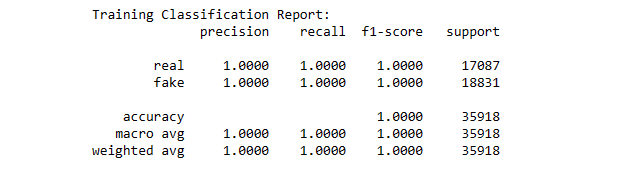 Training Classification Report:
precision recall f1-score support
real 1.0000 1.0000 1.0000 17087
fake 1.0000 1.0000 1.0000 18831
accuracy 1.0000 35918
macro avg 1.0000 1.0000 1.0000 35918
weighted avg 1.0000 1.0000 1.0000 35918